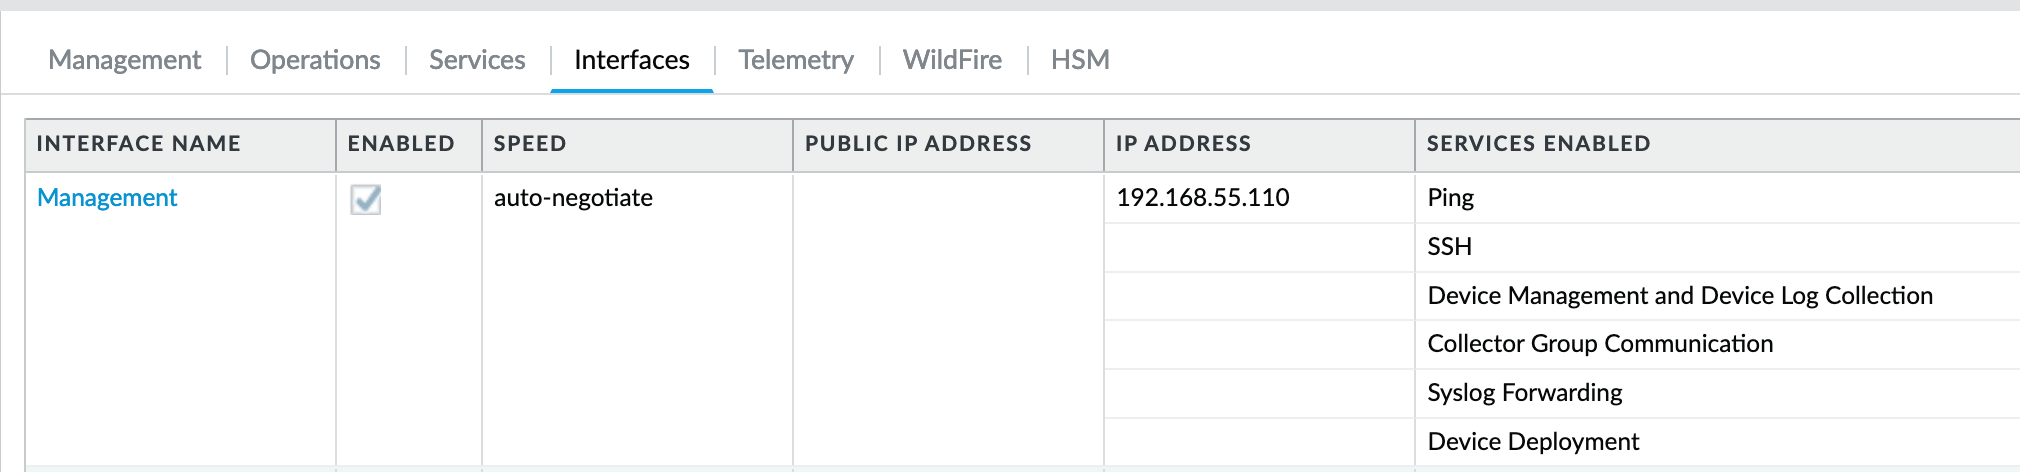 Management Operations Services Interfaces Telemetry WildFire HSM
INTERFACE NAME ENABLED SPEED PUBLIC IP ADDRESS IP ADDRESS SERVICES ENABLED
Management auto-negotiate 192.168.55.110 Ping
SSH
Device Management and Device Log Collection
Collector Group Communication
Syslog Forwarding
Device Deployment